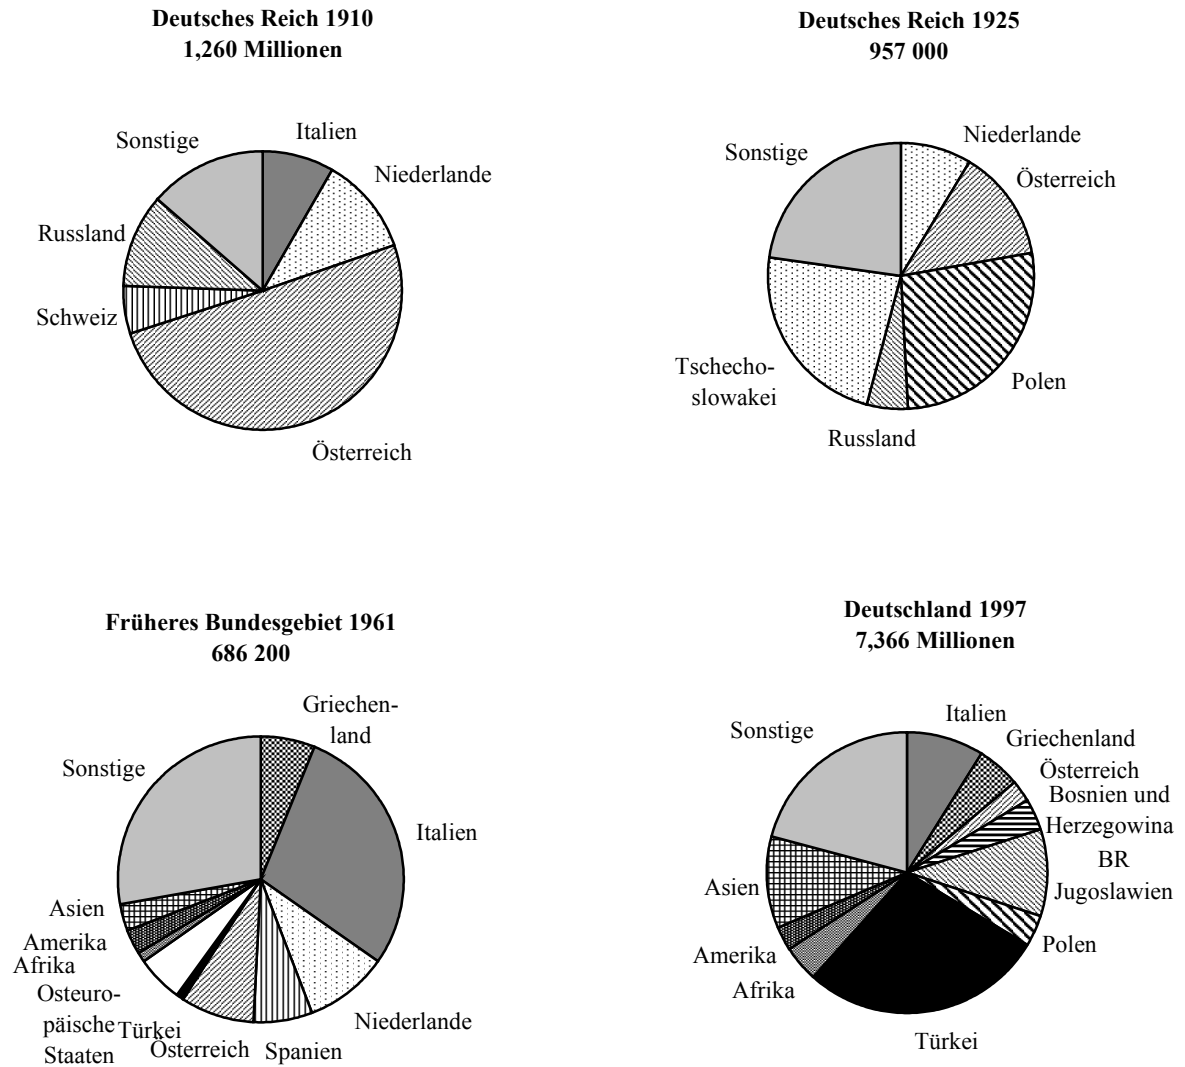 Deutsches Reich 1910
1,260 Millionen
Sonstige
Italien
Niederlande
Russland
Schweiz
Österreich
Deutsches Reich 1925
957 000
Sonstige
Niederlande
Österreich
Tschecho-
slowakei
Polen
Russland
Früheres Bundesgebiet 1961
686 200
Griechen-
land
Sonstige
Italien
Asien
Amerika
Afrika
Osteuro-
päische
Staaten
Türkei
Österreich
Spanien
Niederlande
Deutschland 1997
7,366 Millionen
Sonstige
Italien
Griechenland
Österreich
Bosnien und
Herzegowina
BR
Jugoslawien
Asien
Polen
Amerika
Afrika
Türkei